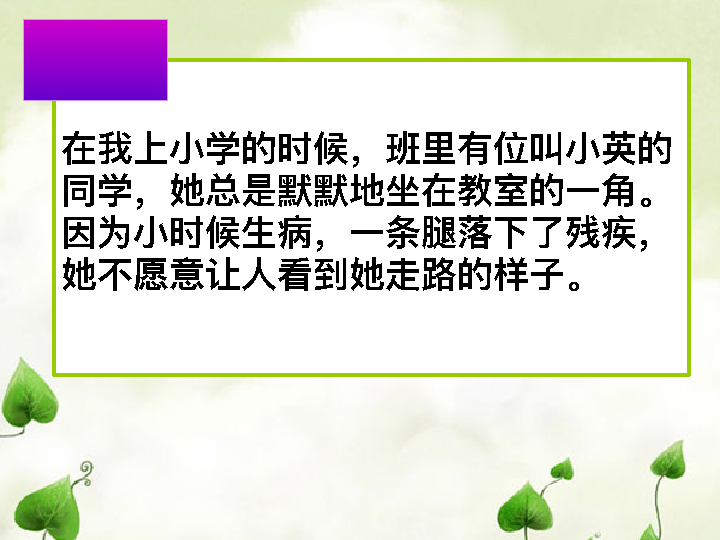 在我上小学的时候，班里有位叫小英的
同学，她总是默默地坐在教室的一角。
因为小时候生病，一条腿落下了残疾，
她不愿意让人看到她走路的样子。